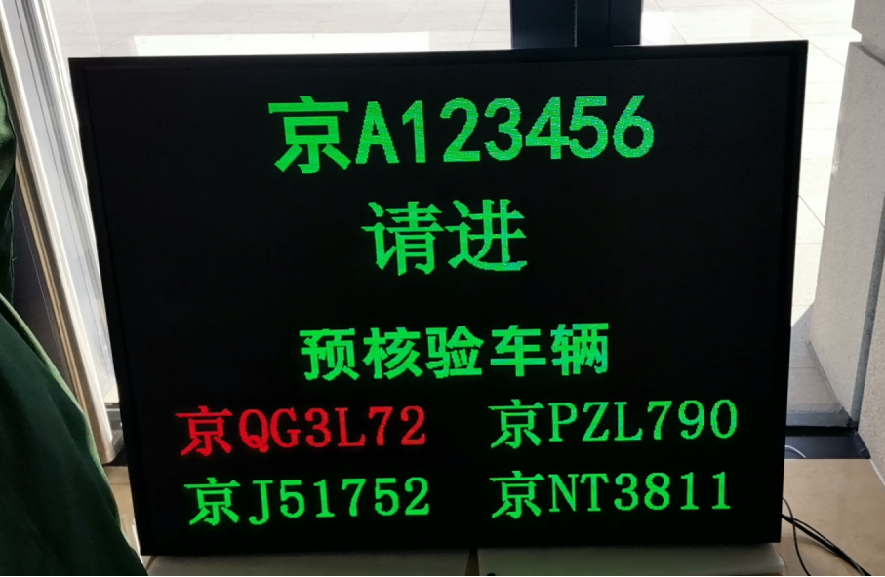 京A123456
请进
预核验车辆
京QG3L72 京PZL790
京J51752 京NT3811